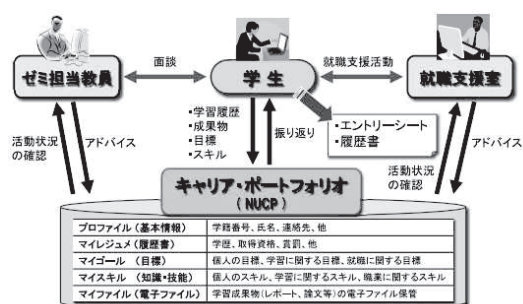 面談
就職支援活動
ゼミ担当教員
学生
就職支援室
・学習履歴
・成果物
・目標
・スキル
振り返り
・エントリーシート
・履歴書
活動状況
の確認
アドバイス
活動状況
の確認
アドバイス
キャリア・ポートフォリオ
(NUCP)
プロファイル(基本情報) 学籍番号、氏名、連絡先、他
マイレジュメ(履歴書) 学歴、取得資格、賞罰、他
マイゴール(目標) 個人の目標、学習に関する目標、就職に関する目標
マイスキル(知識・技能) 個人のスキル、学習に関するスキル、職業に関するスキル
マイファイル(電子ファイル) 学習成果物(レポート、論文等)の電子ファイル保管